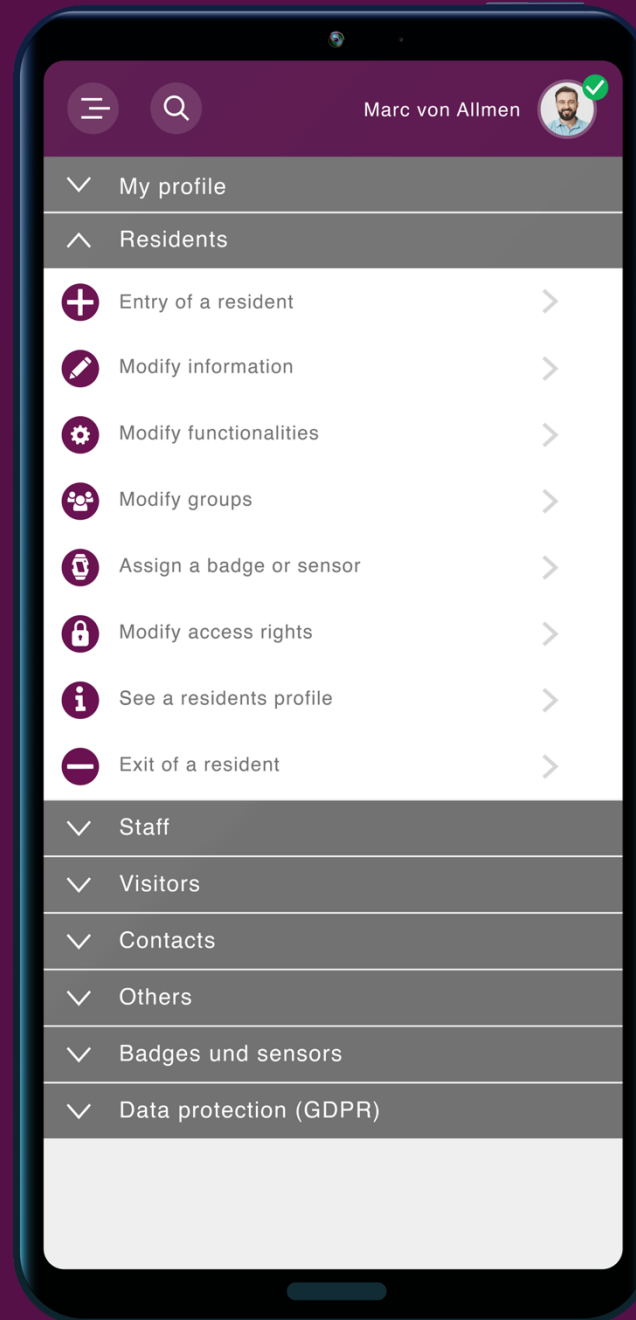 Marc von Allmen
My profile
Residents
Entry of a resident
Modify information
Modify functionalities
Modify groups
Assign a badge or sensor
Modify access rights
See a residents profile
Exit of a resident
Staff
Visitors
Contacts
Others
Badges und sensors
Data protection (GDPR)